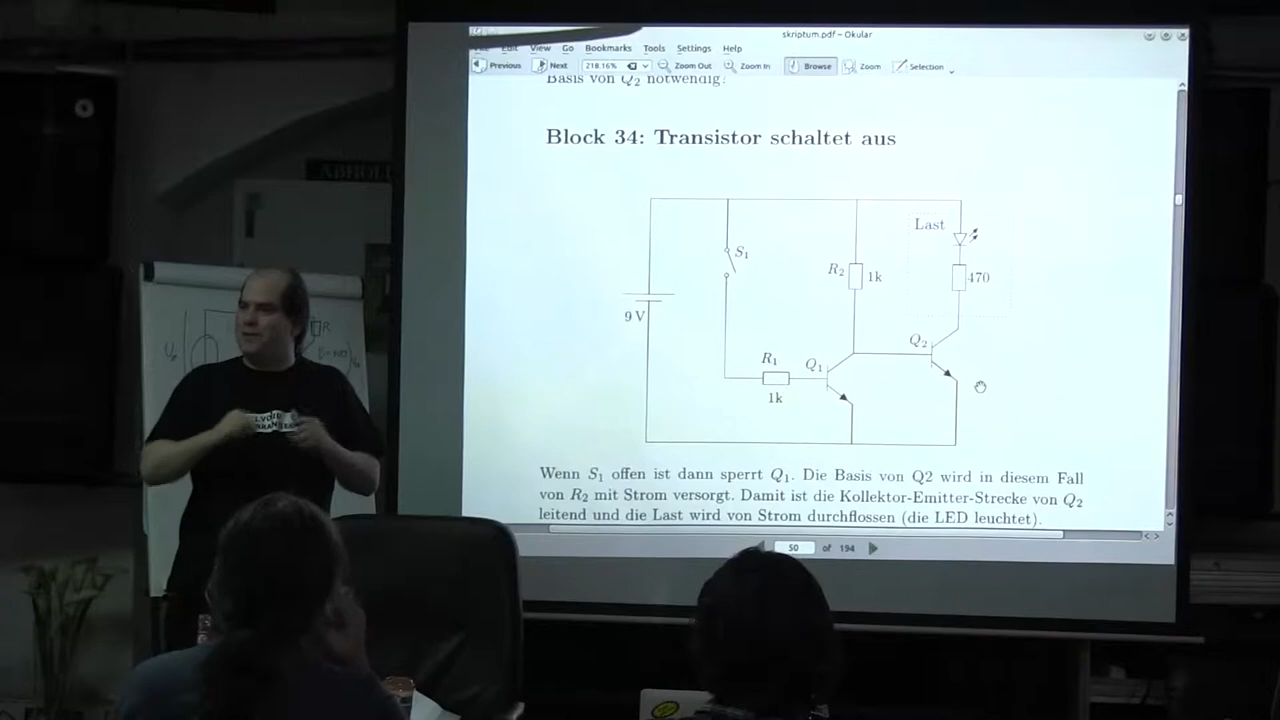 skriptum.pdf – Okular
Edit View Go Bookmarks Tools Settings Help
Previous Next 218.16% Zoom Out Zoom In Browse Zoom Selection
Basis von Q2 notwendig?
Block 34: Transistor schaltet aus
Last
S1
R2 1k
470
9 V
Q2
R1
Q1
1k
Wenn S1 offen ist dann sperrt Q1. Die Basis von Q2 wird in diesem Fall
von R2 mit Strom versorgt. Damit ist die Kollektor-Emitter-Strecke von Q2
leitend und die Last wird von Strom durchflossen (die LED leuchtet).
50 of 194
R